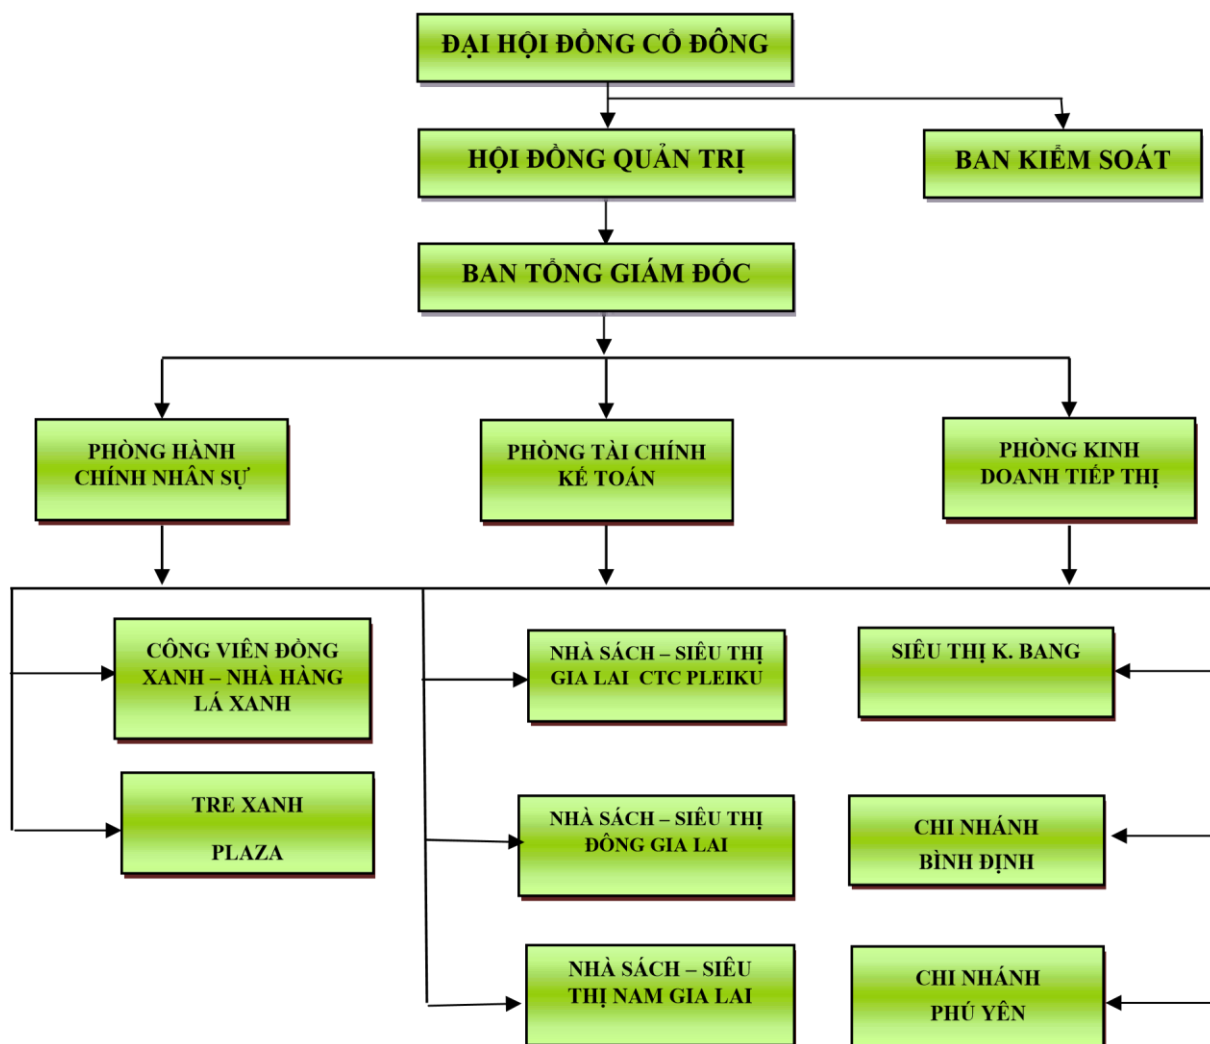 ĐẠI HỘI ĐỒNG CỔ ĐÔNG
HỘI ĐỒNG QUẢN TRỊ
BAN KIỂM SOÁT
BAN TỔNG GIÁM ĐỐC
PHÒNG HÀNH
CHÍNH NHÂN SỰ
PHÒNG TÀI CHÍNH
KẾ TOÁN
PHÒNG KINH
DOANH TIẾP THỊ
CÔNG VIÊN ĐỒNG
XANH – NHÀ HÀNG
LÁ XANH
NHÀ SÁCH – SIÊU THỊ
GIA LAI CTC PLEIKU
SIÊU THỊ K. BANG
TRE XANH
PLAZA
NHÀ SÁCH – SIÊU THỊ
ĐÔNG GIA LAI
CHI NHÁNH
BÌNH ĐỊNH
NHÀ SÁCH – SIÊU
THỊ NAM GIA LAI
CHI NHÁNH
PHÚ YÊN